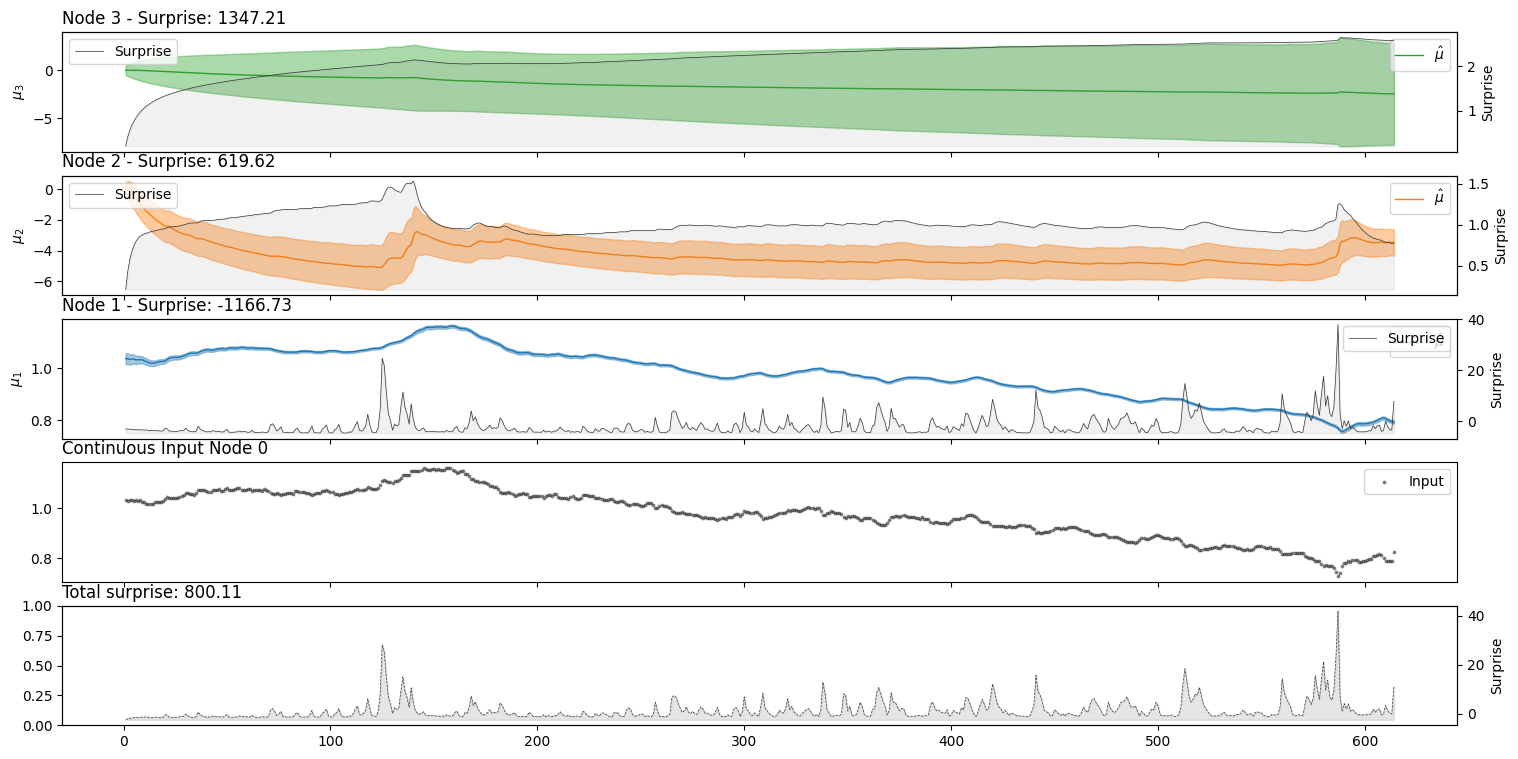 Node 3 - Surprise: 1347.21
Surprise
μ̂
0
−5
μ₃
2
1
Surprise
Node 2 - Surprise: 619.62
Surprise
μ̂
0
−2
−4
−6
μ₂
1.5
1.0
0.5
Surprise
Node 1 - Surprise: -1166.73
Surprise
1.0
0.8
μ₁
40
20
0
Surprise
Continuous Input Node 0
Input
1.0
0.8
Total surprise: 800.11
1.00
0.75
0.50
0.25
0.00
40
20
0
Surprise
0 100 200 300 400 500 600